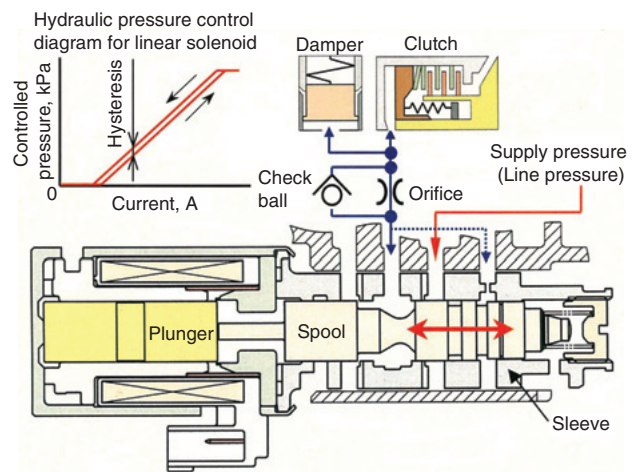 Hydraulic pressure control
diagram for linear solenoid
Controlled
pressure, kPa
Hysteresis
0
Current, A
Damper
Clutch
Check
ball
Orifice
Supply pressure
(Line pressure)
Plunger
Spool
Sleeve